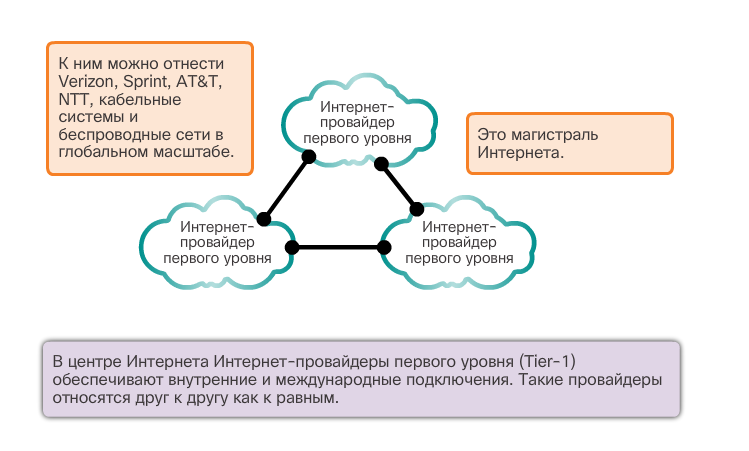 К ним можно отнести
Verizon, Sprint, AT&T,
NTT, кабельные
системы и
беспроводные сети в
глобальном масштабе.
Интернет-
провайдер
первого уровня
Это магистраль
Интернета.
Интернет-
провайдер
первого уровня
Интернет-
провайдер
первого уровня
В центре Интернета Интернет-провайдеры первого уровня (Tier-1)
обеспечивают внутренние и международные подключения. Такие провайдеры
относятся друг к другу как к равным.